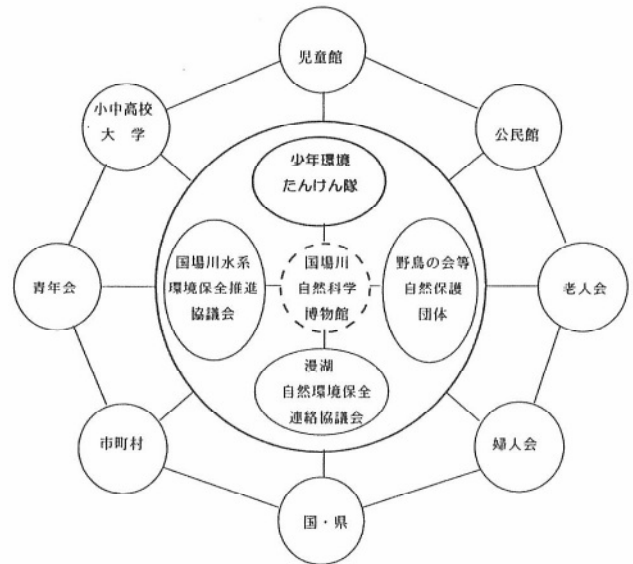 児童館
小中高校
大学
公民館
少年環境
たんけん隊
国場川水系
環境保全推進
協議会
国場川
自然科学
博物館
野鳥の会等
自然保護
団体
青年会
老人会
漫湖
自然環境保全
連絡協議会
市町村
婦人会
国・県